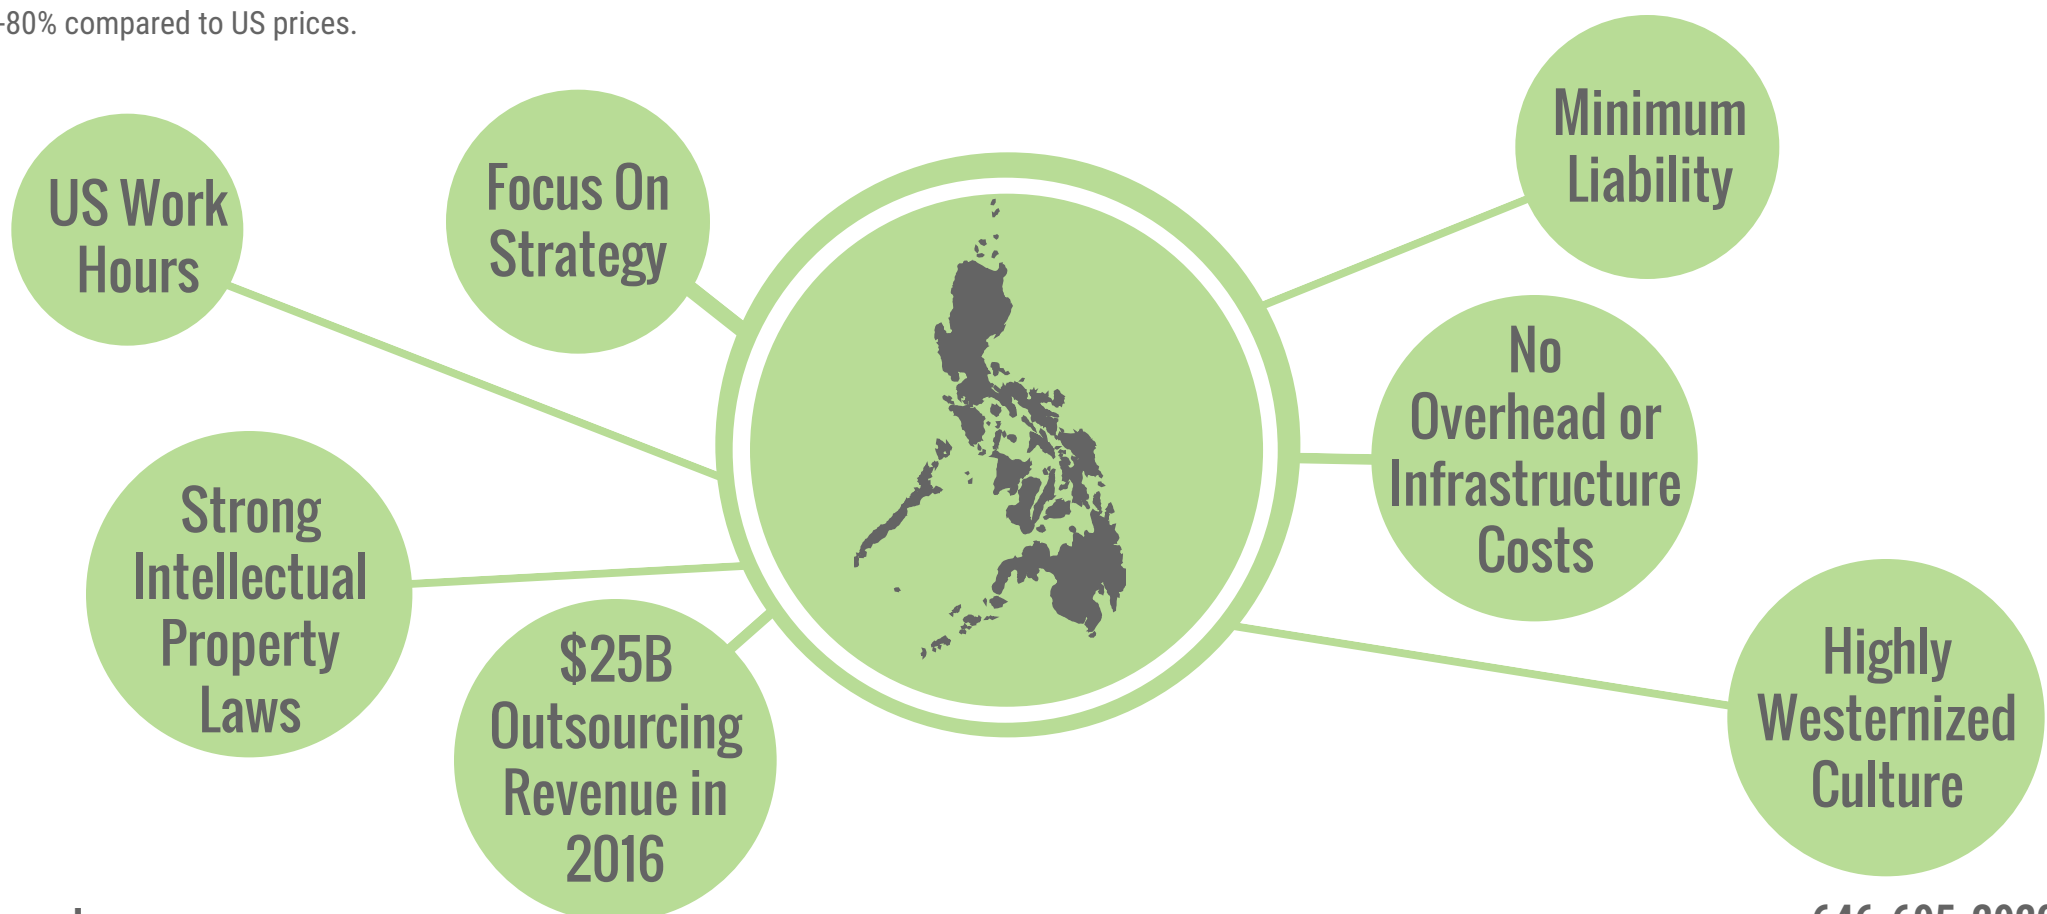 -80% compared to US prices.
US Work
Hours
Focus On
Strategy
Minimum
Liability
No
Overhead or
Infrastructure
Costs
Strong
Intellectual
Property
Laws
$25B
Outsourcing
Revenue in
2016
Highly
Westernized
Culture